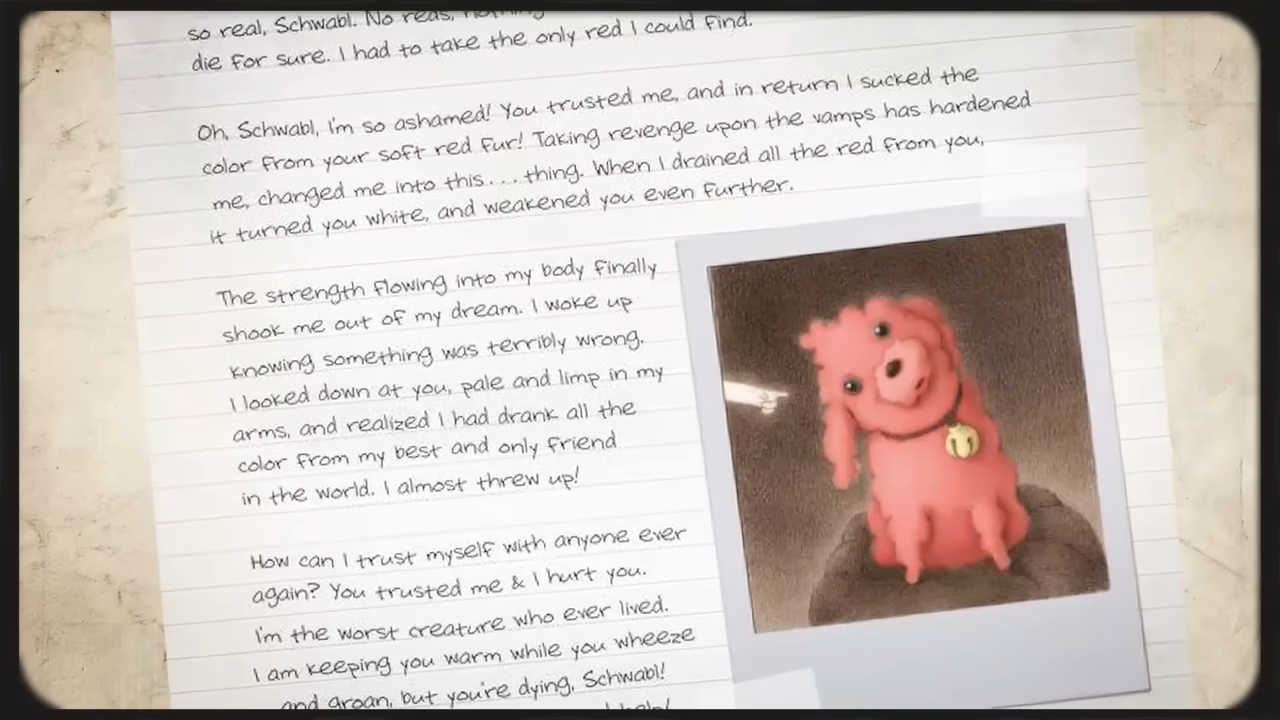 so real, Schwabl. No reds,
die for sure. I had to take the only red I could find.
Oh, Schwabl, I'm so ashamed! You trusted me, and in return I sucked the
color from your soft red fur! Taking revenge upon the vamps has hardened
me, changed me into this. . . thing. When I drained all the red from you,
it turned you white, and weakened you even further.
The strength flowing into my body finally
shook me out of my dream. I woke up
knowing something was terribly wrong.
I looked down at you, pale and limp in my
arms, and realized I had drank all the
color from my best and only friend
in the world. I almost threw up!
How can I trust myself with anyone ever
again? You trusted me & I hurt you.
I'm the worst creature who ever lived.
I am keeping you warm while you wheeze
and groan, but you're dying, Schwabl!